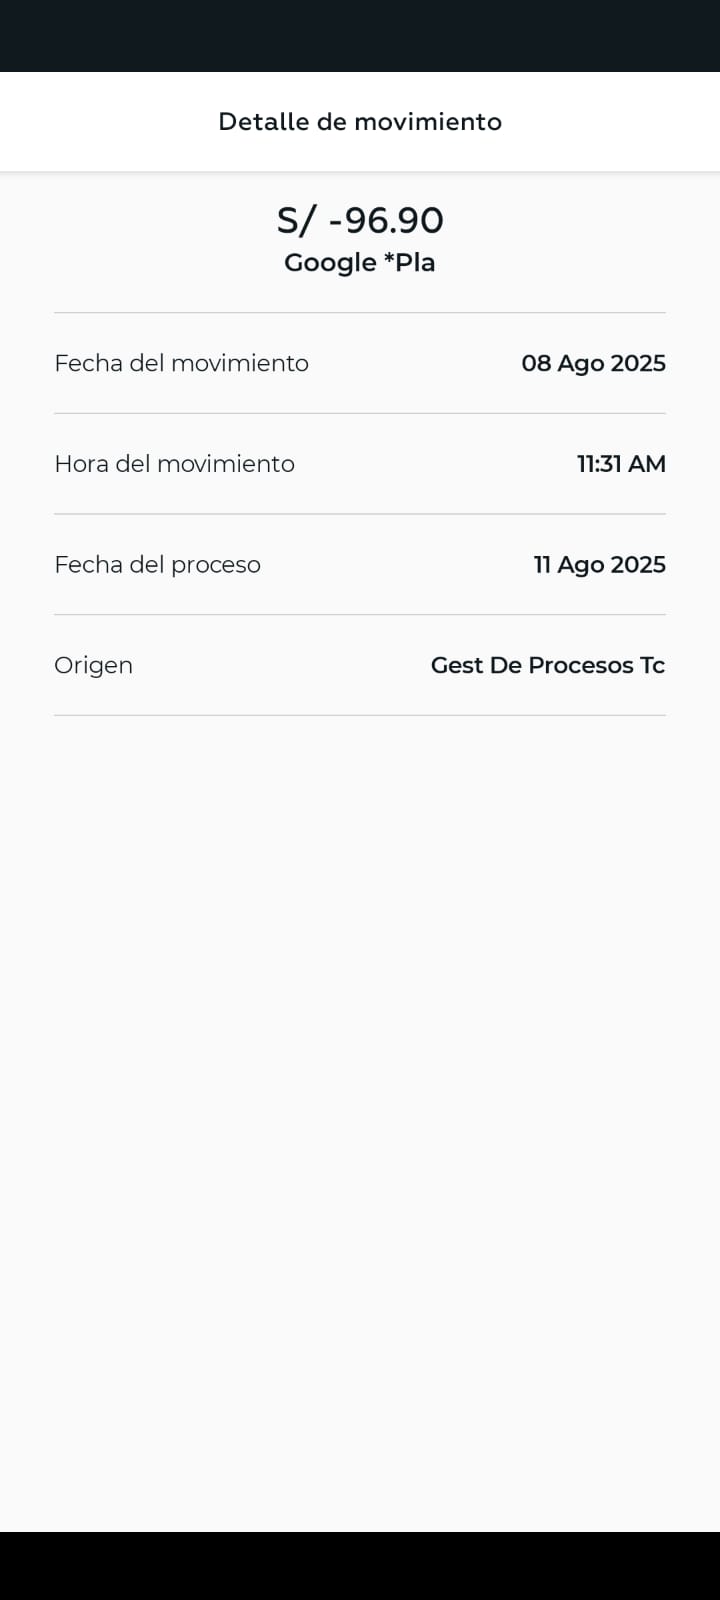 Detalle de movimiento
S/ -96.90
Google *Pla
Fecha del movimiento 08 Ago 2025
Hora del movimiento 11:31 AM
Fecha del proceso 11 Ago 2025
Origen Gest De Procesos Tc